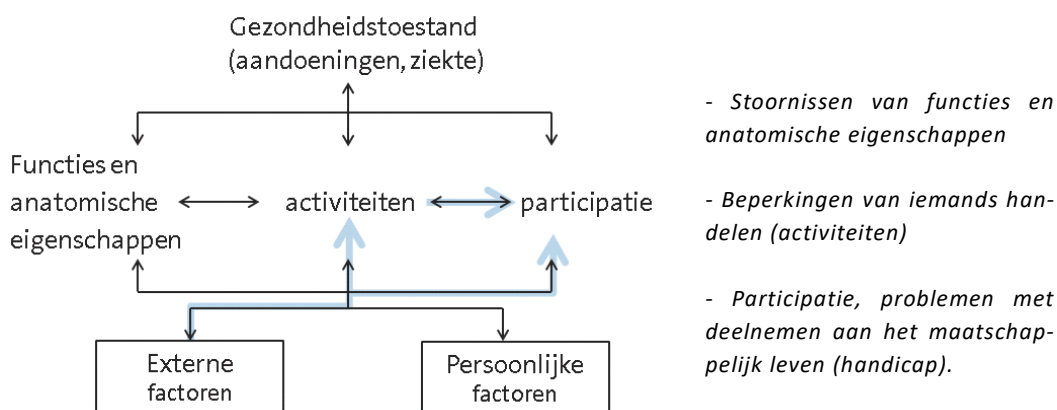 Gezondheidstoestand
(aandoeningen, ziekte)
Functies en
anatomische
eigenschappen
activiteiten
participatie
Externe
factoren
Persoonlijke
factoren
- Stoornissen van functies en
anatomische eigenschappen
- Beperkingen van iemands han-
delen (activiteiten)
- Participatie, problemen met
deelnemen aan het maatschap-
pelijk leven (handicap).